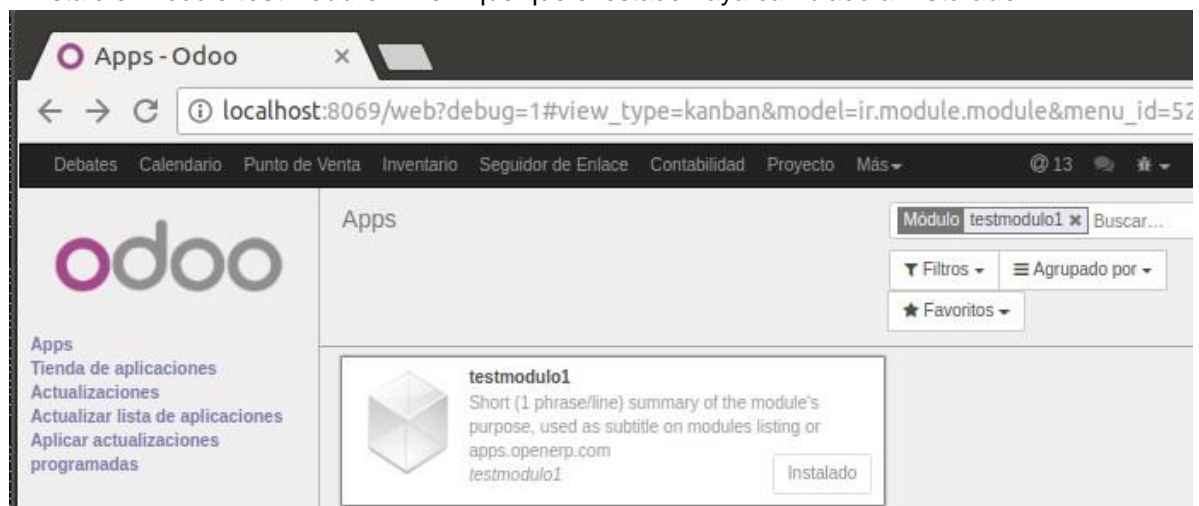 Apps - Odoo
localhost:8069/web?debug=1#view_type=kanban&model=ir.module.module&menu_id=52
Debates Calendario Punto de Venta Inventario Seguidor de Enlace Contabilidad Proyecto Más @ 13
odoo
Apps
Módulo testmodulo1 Buscar...
Filtros Agrupado por
Favoritos
Apps
Tienda de aplicaciones
Actualizaciones
Actualizar lista de aplicaciones
Aplicar actualizaciones
programadas
testmodulo1
Short (1 phrase/line) summary of the module's
purpose, used as subtitle on modules listing or
apps.openerp.com
testmodulo1
Instalado